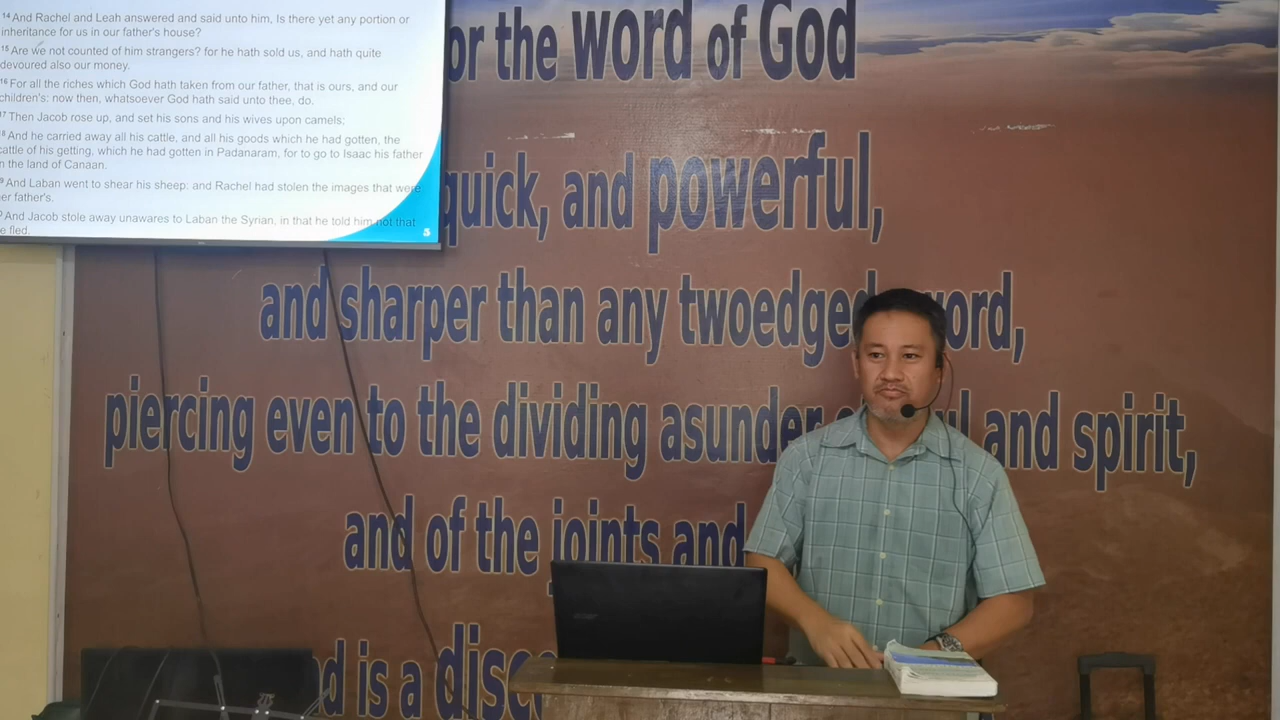 14 And Rachel and Leah answered and said unto him, Is there yet any portion or
inheritance for us in our father's house?
15 Are we not counted of him strangers? for he hath sold us, and hath quite
devoured also our money.
16 For all the riches which God hath taken from our father, that is ours, and our
children's: now then, whatsoever God hath said unto thee, do.
17 Then Jacob rose up, and set his sons and his wives upon camels;
18 And he carried away all his cattle, and all his goods which he had gotten, the
cattle of his getting, which he had gotten in Padanaram, for to go to Isaac his father
in the land of Canaan.
9 And Laban went to shear his sheep: and Rachel had stolen the images that were
er father's.
And Jacob stole away unawares to Laban the Syrian, in that he told him not that
e fled.
5
or the word of God
quick, and powerful,
and sharper than any twoedged word,
piercing even to the dividing asunder and spirit,
and of the joints and
d is a disce